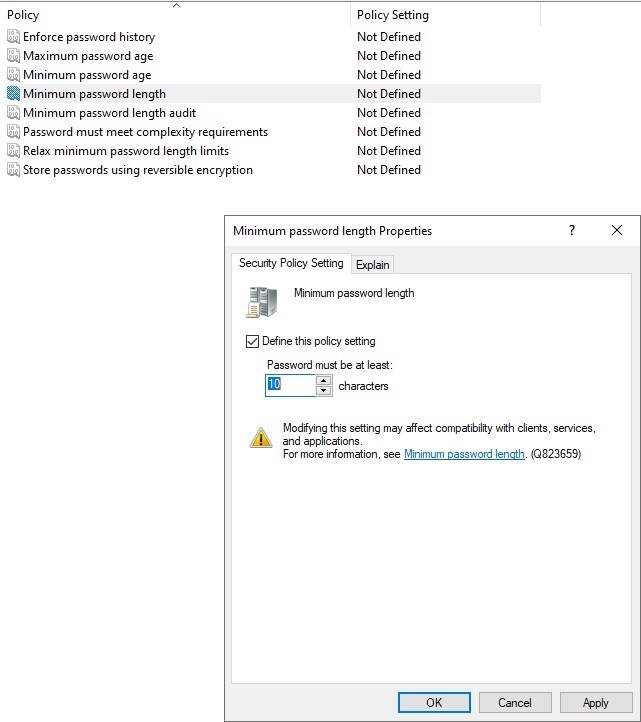 Policy Policy Setting
Enforce password history Not Defined
Maximum password age Not Defined
Minimum password age Not Defined
Minimum password length Not Defined
Minimum password length audit Not Defined
Password must meet complexity requirements Not Defined
Relax minimum password length limits Not Defined
Store passwords using reversible encryption Not Defined
Minimum password length Properties ? X
Security Policy Setting Explain
Minimum password length
Define this policy setting
Password must be at least:
10 characters
Modifying this setting may affect compatibility with clients, services,
and applications.
For more information, see Minimum password length. (Q823659)
OK Cancel Apply